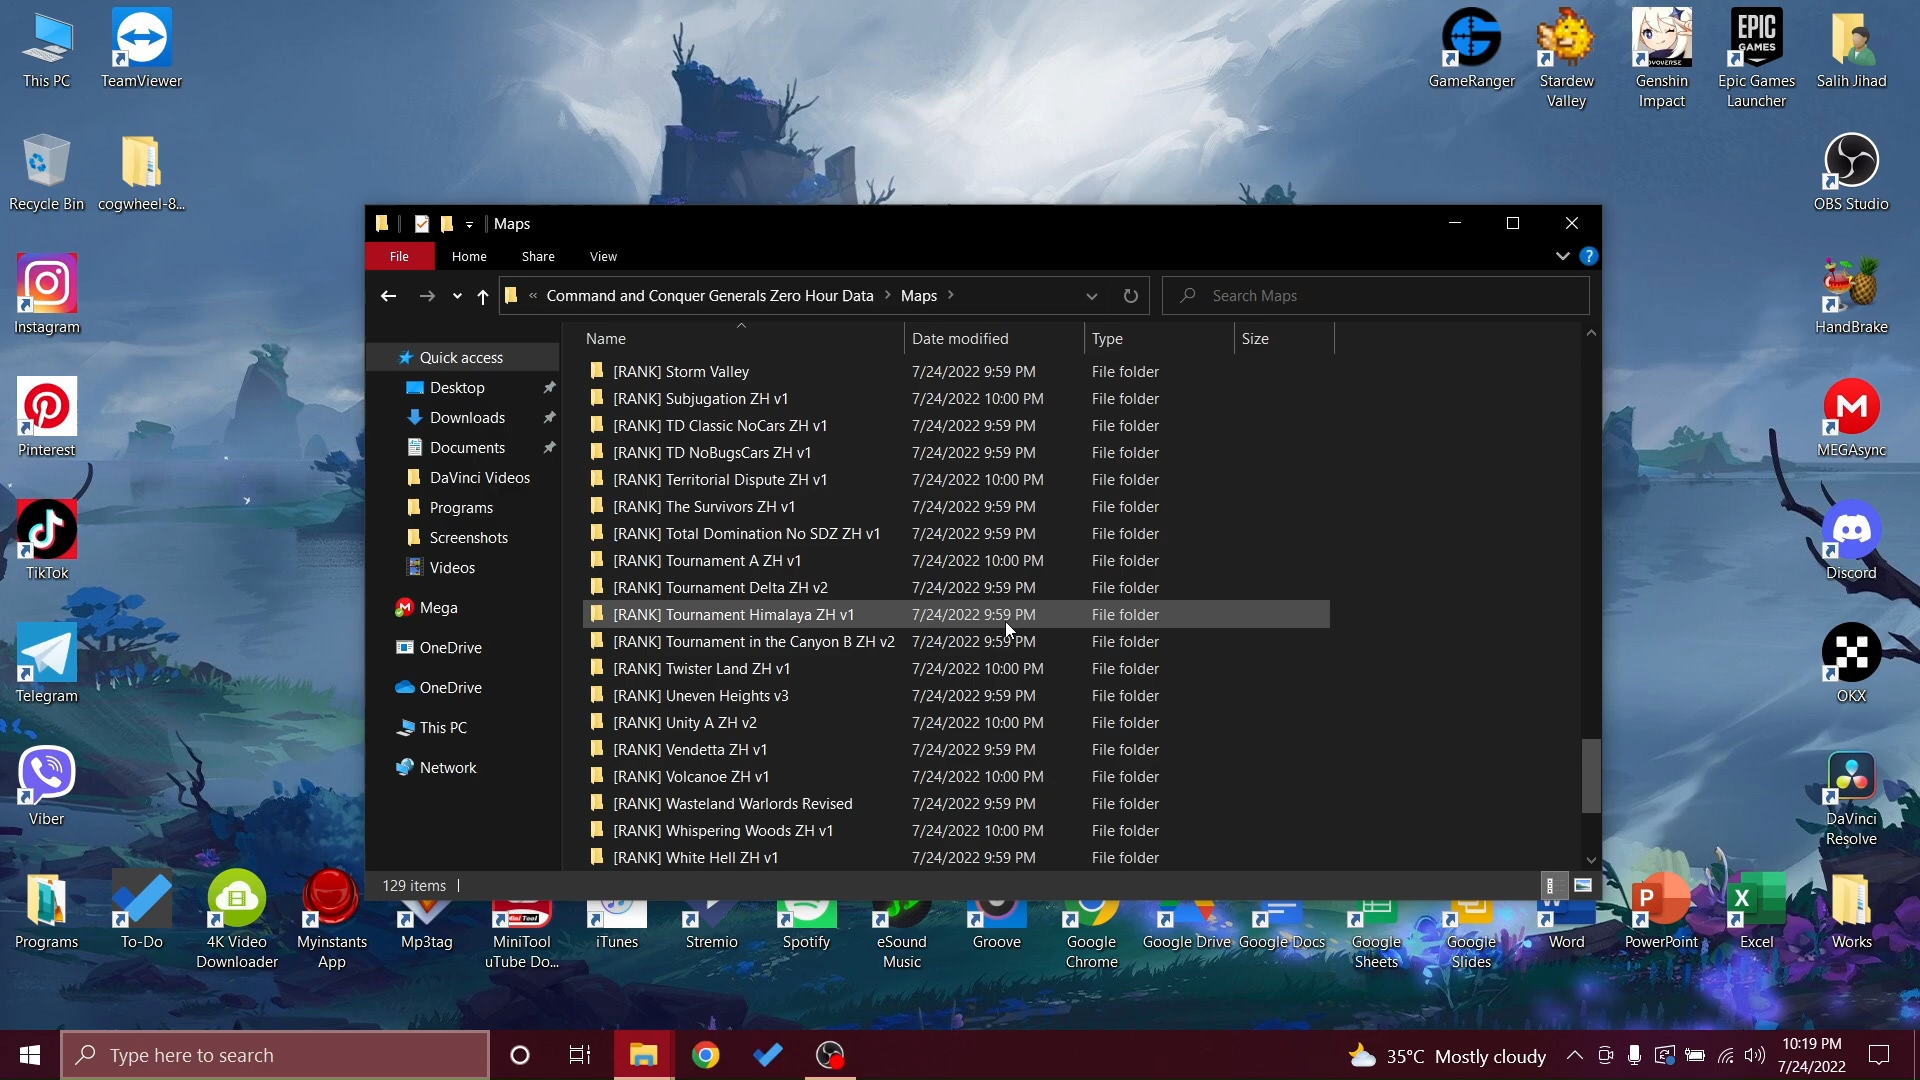 This PC
TeamViewer
GameRanger
Stardew
Valley
Genshin
Impact
EPIC
GAMES
Epic Games
Launcher
Salih Jihad
Recycle Bin
cogwheel-8...
OBS Studio
Maps
File
Home
Share
View
?
« Command and Conquer Generals Zero Hour Data > Maps >
Search Maps
Instagram
HandBrake
Name
Date modified
Type
Size
Quick access
Desktop
Downloads
Documents
DaVinci Videos
Programs
Screenshots
Videos
Mega
OneDrive
OneDrive
This PC
Network
[RANK] Storm Valley 7/24/2022 9:59 PM File folder
[RANK] Subjugation ZH v1 7/24/2022 10:00 PM File folder
[RANK] TD Classic NoCars ZH v1 7/24/2022 9:59 PM File folder
[RANK] TD NoBugsCars ZH v1 7/24/2022 9:59 PM File folder
[RANK] Territorial Dispute ZH v1 7/24/2022 10:00 PM File folder
[RANK] The Survivors ZH v1 7/24/2022 9:59 PM File folder
[RANK] Total Domination No SDZ ZH v1 7/24/2022 9:59 PM File folder
[RANK] Tournament A ZH v1 7/24/2022 10:00 PM File folder
[RANK] Tournament Delta ZH v2 7/24/2022 9:59 PM File folder
[RANK] Tournament Himalaya ZH v1 7/24/2022 9:59 PM File folder
[RANK] Tournament in the Canyon B ZH v2 7/24/2022 9:59 PM File folder
[RANK] Twister Land ZH v1 7/24/2022 10:00 PM File folder
[RANK] Uneven Heights v3 7/24/2022 9:59 PM File folder
[RANK] Unity A ZH v2 7/24/2022 10:00 PM File folder
[RANK] Vendetta ZH v1 7/24/2022 9:59 PM File folder
[RANK] Volcanoe ZH v1 7/24/2022 10:00 PM File folder
[RANK] Wasteland Warlords Revised 7/24/2022 9:59 PM File folder
[RANK] Whispering Woods ZH v1 7/24/2022 10:00 PM File folder
[RANK] White Hell ZH v1 7/24/2022 9:59 PM File folder
129 items
Pinterest
MEGAsync
TikTok
Discord
Telegram
OKX
Viber
DaVinci
Resolve
Programs
To-Do
4K Video
Downloader
Myinstants
App
Mp3tag
MiniTool
uTube Do...
iTunes
Stremio
Spotify
eSound
Music
Groove
Google
Chrome
Google Drive
Google Docs
Google
Sheets
Google
Slides
Word
PowerPoint
Excel
Works
Type here to search
35°C Mostly cloudy
10:19 PM
7/24/2022